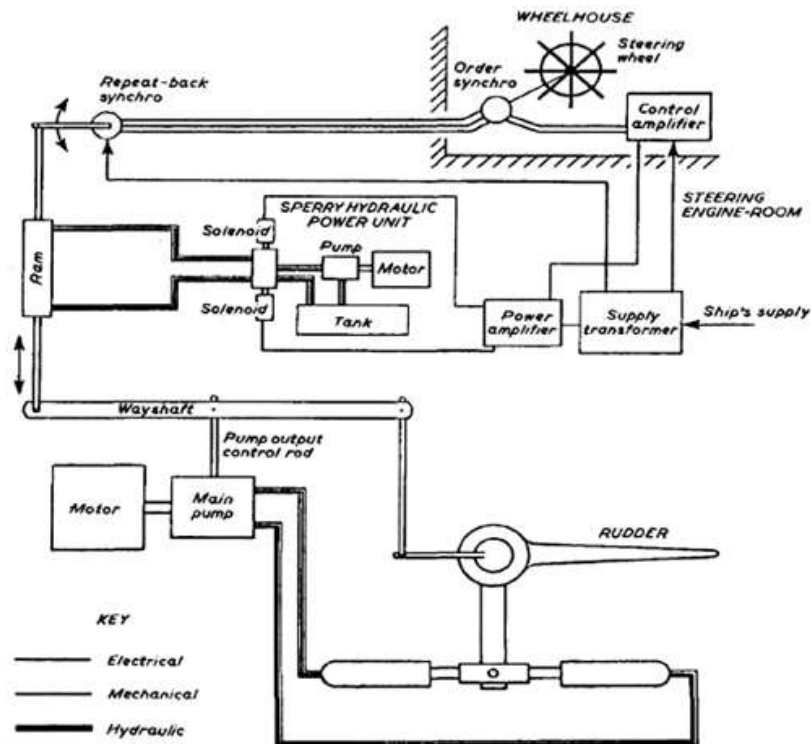 WHEELHOUSE
Steering
wheel
Order
synchro
Repeat-back
synchro
Control
amplifier
STEERING
ENGINE-ROOM
SPERRY HYDRAULIC
POWER UNIT
Solenoid
Pump
Motor
Ram
Solenoid
Tank
Power
amplifier
Supply
transformer
Ship's
supply
Wayshaft
Pump output
control rod
Motor
Main
pump
RUDDER
KEY
Electrical
Mechanical
Hydraulic